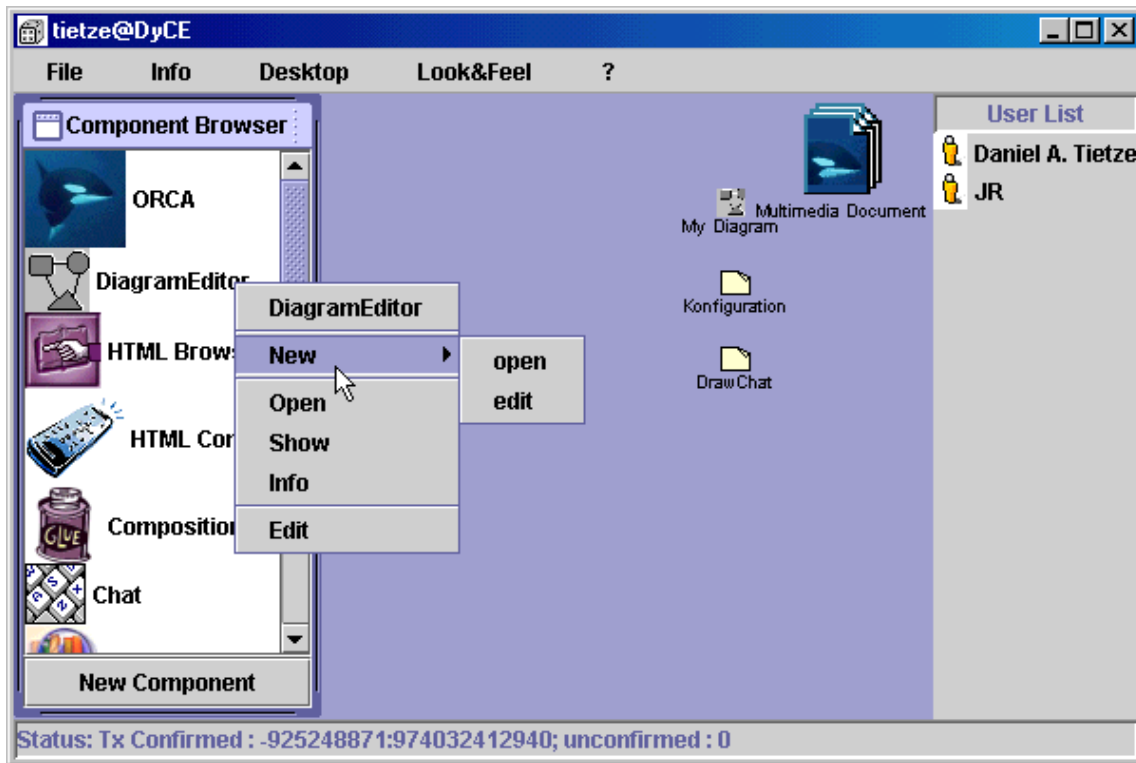 tietze@DyCE
File Info Desktop Look&Feel ?
Component Browser
ORCA
DiagramEditor
HTML Brows
HTML Cor
Composition
GLUE
Chat
New Component
DiagramEditor
New
Open
Show
Info
Edit
open
edit
My Diagram
Multimedia Document
Konfiguration
DrawChat
User List
Daniel A. Tietze
JR
Status: Tx Confirmed : -925248871:974032412940; unconfirmed : 0